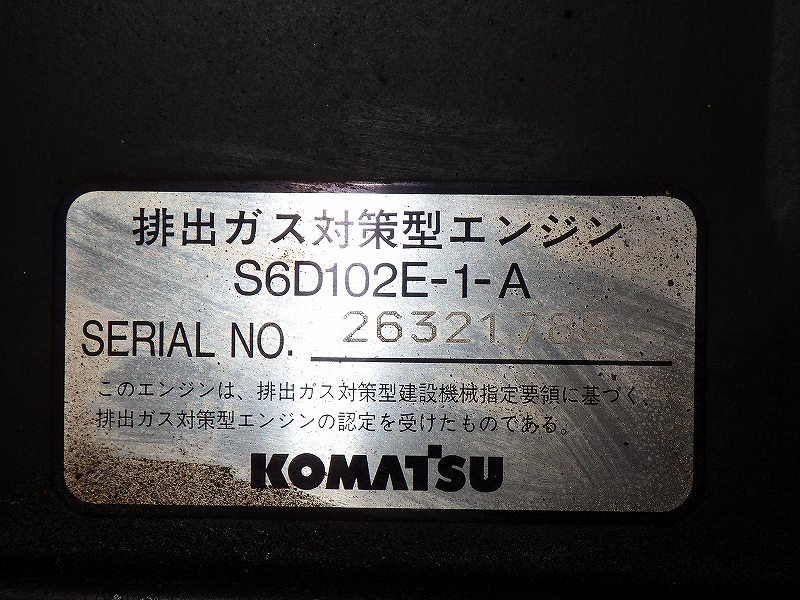 排出ガス対策型エンジン
S6D102E-1-A
SERIAL NO. 26321786
このエンジンは、排出ガス対策型建設機械指定要領に基づく、
排出ガス対策型エンジンの認定を受けたものである。
KOMATSU